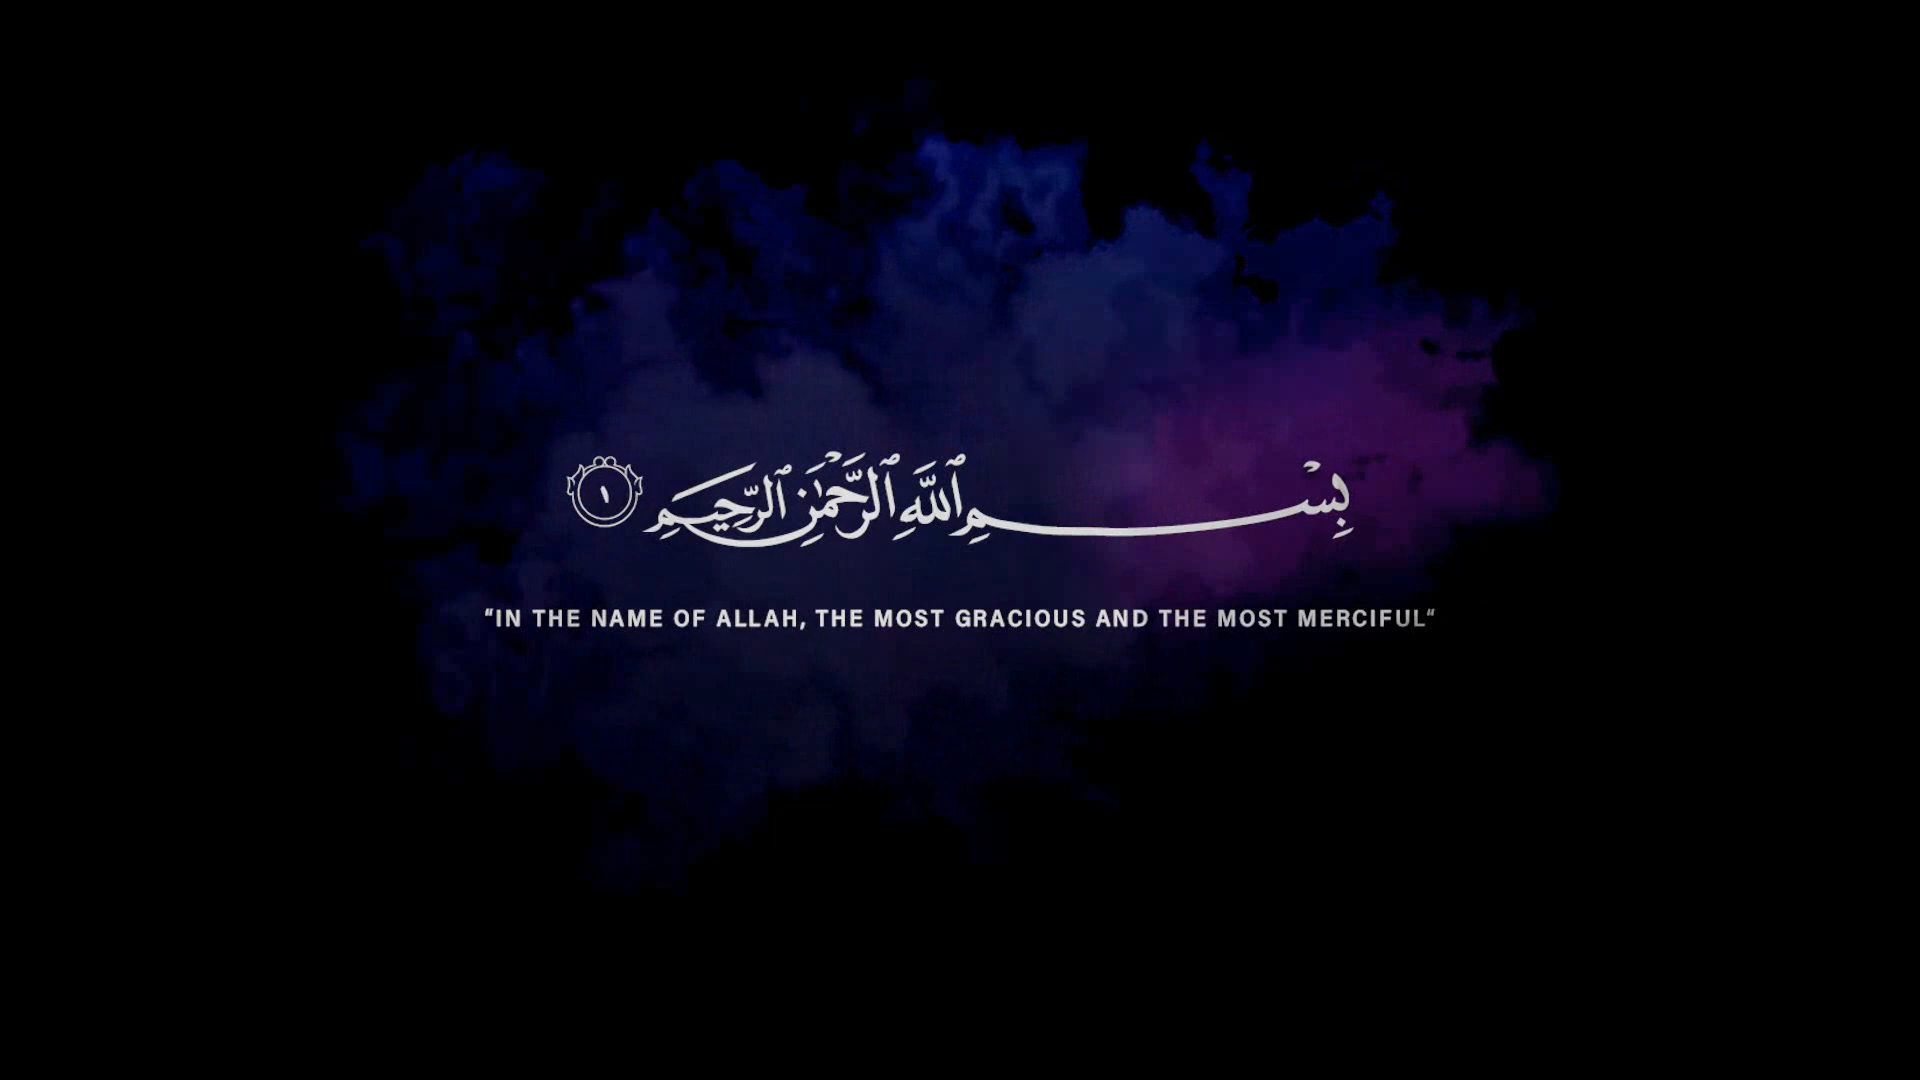 بِسْمِ ٱللَّهِ ٱلرَّحْمَٰنِ ٱلرَّحِيمِ ١
“IN THE NAME OF ALLAH, THE MOST GRACIOUS AND THE MOST MERCIFUL“